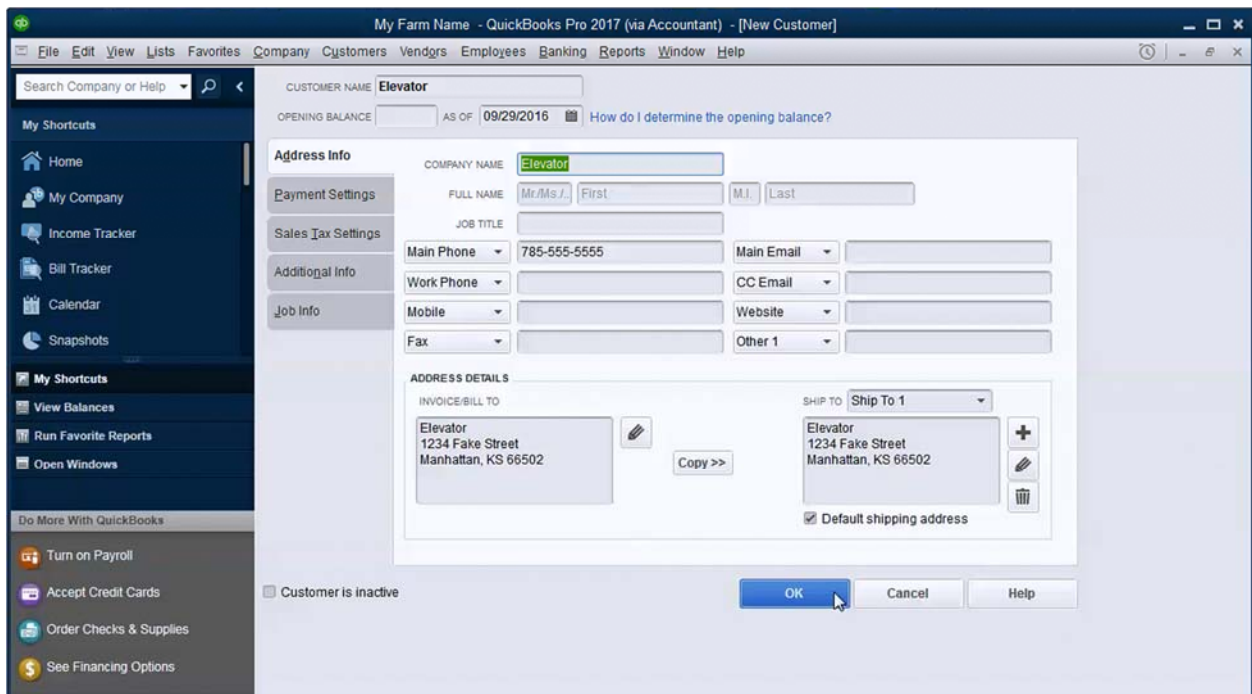 My Farm Name - QuickBooks Pro 2017 (via Accountant) - [New Customer]
File Edit View Lists Favorites Company Customers Vendors Employees Banking Reports Window Help
Search Company or Help
My Shortcuts
Home
My Company
Income Tracker
Bill Tracker
Calendar
Snapshots
My Shortcuts
View Balances
Run Favorite Reports
Open Windows
Do More With QuickBooks
Turn on Payroll
Accept Credit Cards
Order Checks & Supplies
See Financing Options
CUSTOMER NAME Elevator
OPENING BALANCE AS OF 09/29/2016 How do I determine the opening balance?
Address Info
Payment Settings
Sales Tax Settings
Additional Info
Job Info
COMPANY NAME Elevator
FULL NAME Mr./Ms./.. First M.I. Last
JOB TITLE
Main Phone 785-555-5555 Main Email
Work Phone CC Email
Mobile Website
Fax Other 1
ADDRESS DETAILS
INVOICE/BILL TO
Elevator
1234 Fake Street
Manhattan, KS 66502
Copy >>
SHIP TO Ship To 1
Elevator
1234 Fake Street
Manhattan, KS 66502
Default shipping address
Customer is inactive
OK Cancel Help